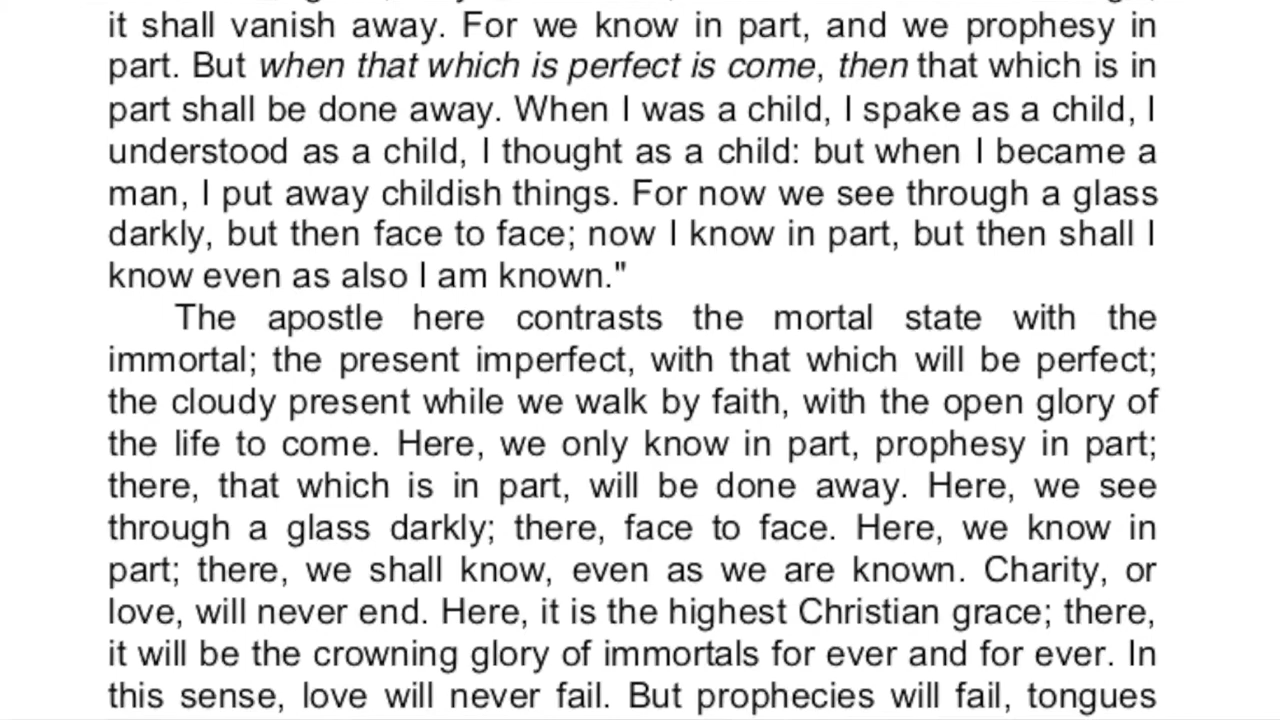 it shall vanish away. For we know in part, and we prophesy in
part. But when that which is perfect is come, then that which is in
part shall be done away. When I was a child, I spake as a child, I
understood as a child, I thought as a child: but when I became a
man, I put away childish things. For now we see through a glass
darkly, but then face to face; now I know in part, but then shall I
know even as also I am known."
The apostle here contrasts the mortal state with the
immortal; the present imperfect, with that which will be perfect;
the cloudy present while we walk by faith, with the open glory of
the life to come. Here, we only know in part, prophesy in part;
there, that which is in part, will be done away. Here, we see
through a glass darkly; there, face to face. Here, we know in
part; there, we shall know, even as we are known. Charity, or
love, will never end. Here, it is the highest Christian grace; there,
it will be the crowning glory of immortals for ever and for ever. In
this sense, love will never fail. But prophecies will fail, tongues